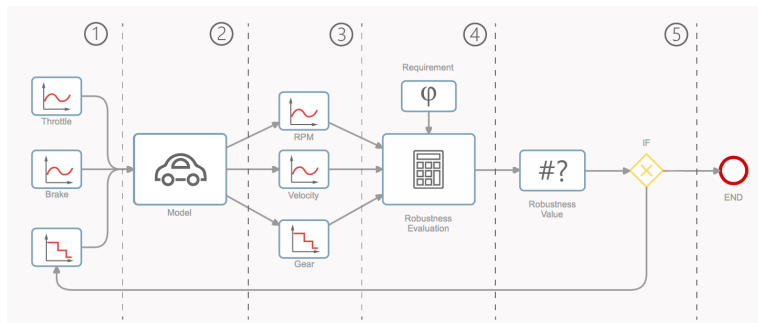 1
2
3
4
5
Throttle
Brake
Model
RPM
Velocity
Gear
Requirement
φ
Robustness
Evaluation
#?
Robustness
Value
IF
END